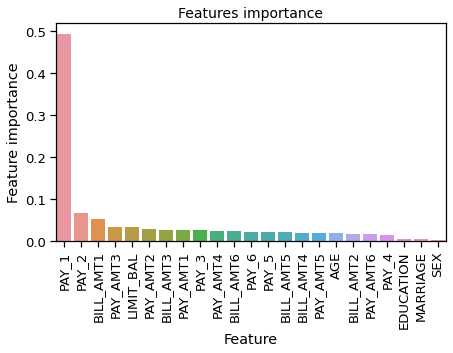 Features importance
0.5
0.4
0.3
0.2
0.1
0.0
Feature importance
PAY_1
PAY_2
BILL_AMT1
PAY_AMT3
LIMIT_BAL
PAY_AMT2
BILL_AMT3
PAY_AMT1
PAY_3
PAY_AMT4
BILL_AMT6
PAY_6
PAY_5
BILL_AMT5
BILL_AMT4
PAY_AMT5
AGE
BILL_AMT2
PAY_AMT6
PAY_4
EDUCATION
MARRIAGE
SEX
Feature